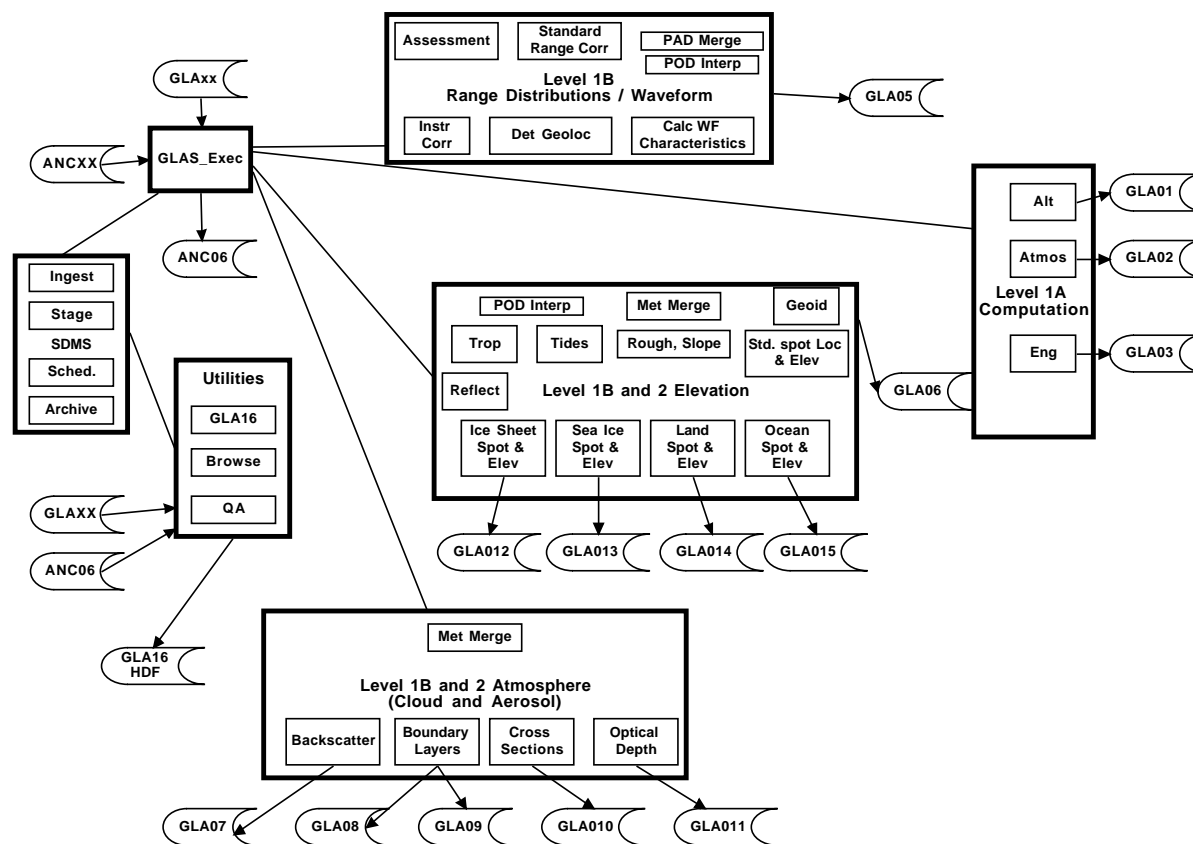 Assessment
Standard
Range Corr
PAD Merge
POD Interp
Level 1B
Range Distributions / Waveform
Instr
Corr
Det Geoloc
Calc WF
Characteristics
GLA05
GLAxx
ANCXX
GLAS_Exec
ANC06
Alt
Atmos
Level 1A
Computation
Eng
GLA01
GLA02
GLA03
Ingest
Stage
SDMS
Sched.
Archive
Utilities
GLA16
Browse
QA
GLAXX
ANC06
GLA16
HDF
POD Interp
Met Merge
Geoid
Trop
Tides
Rough, Slope
Std. spot Loc
& Elev
Reflect
Level 1B and 2 Elevation
GLA06
Ice Sheet
Spot &
Elev
Sea Ice
Spot &
Elev
Land
Spot
& Elev
Ocean
Spot &
Elev
GLA012
GLA013
GLA014
GLA015
Met Merge
Level 1B and 2 Atmosphere
(Cloud and Aerosol)
Backscatter
Boundary
Layers
Cross
Sections
Optical
Depth
GLA07
GLA08
GLA09
GLA010
GLA011